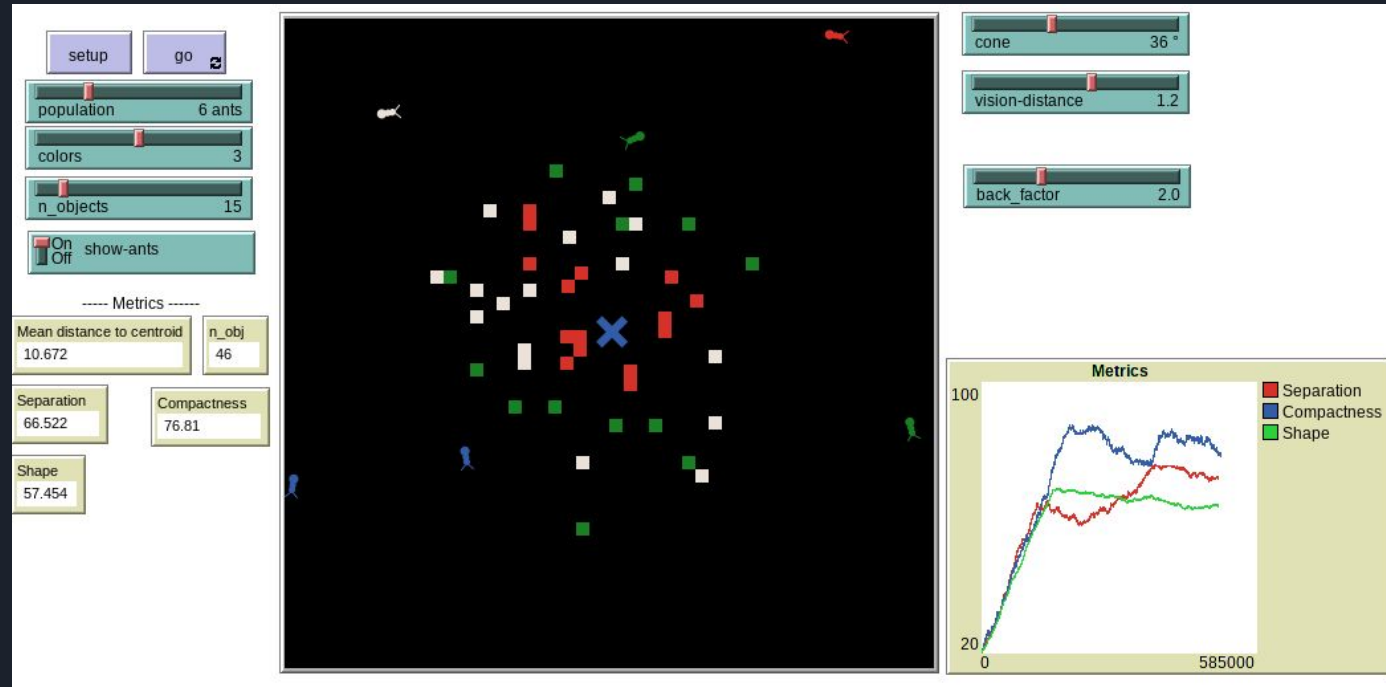 setup
go
population 6 ants
colors 3
n_objects 15
On
Off
show-ants
----- Metrics ------
Mean distance to centroid
10.672
n_obj
46
Separation
66.522
Compactness
76.81
Shape
57.454
cone 36 °
vision-distance 1.2
back_factor 2.0
Metrics
100
20
0 585000
Separation
Compactness
Shape